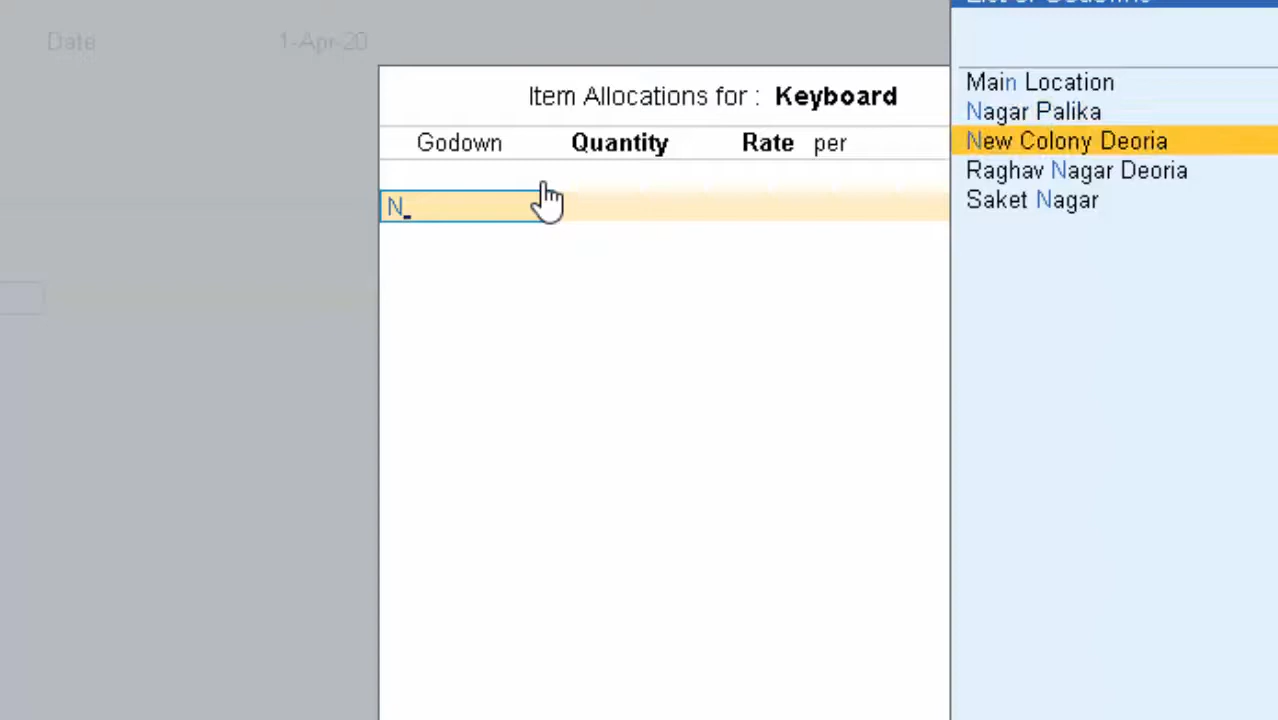 Date 1-Apr-20
Item Allocations for : Keyboard
Godown Quantity Rate per
N
Main Location
Nagar Palika
New Colony Deoria
Raghav Nagar Deoria
Saket Nagar